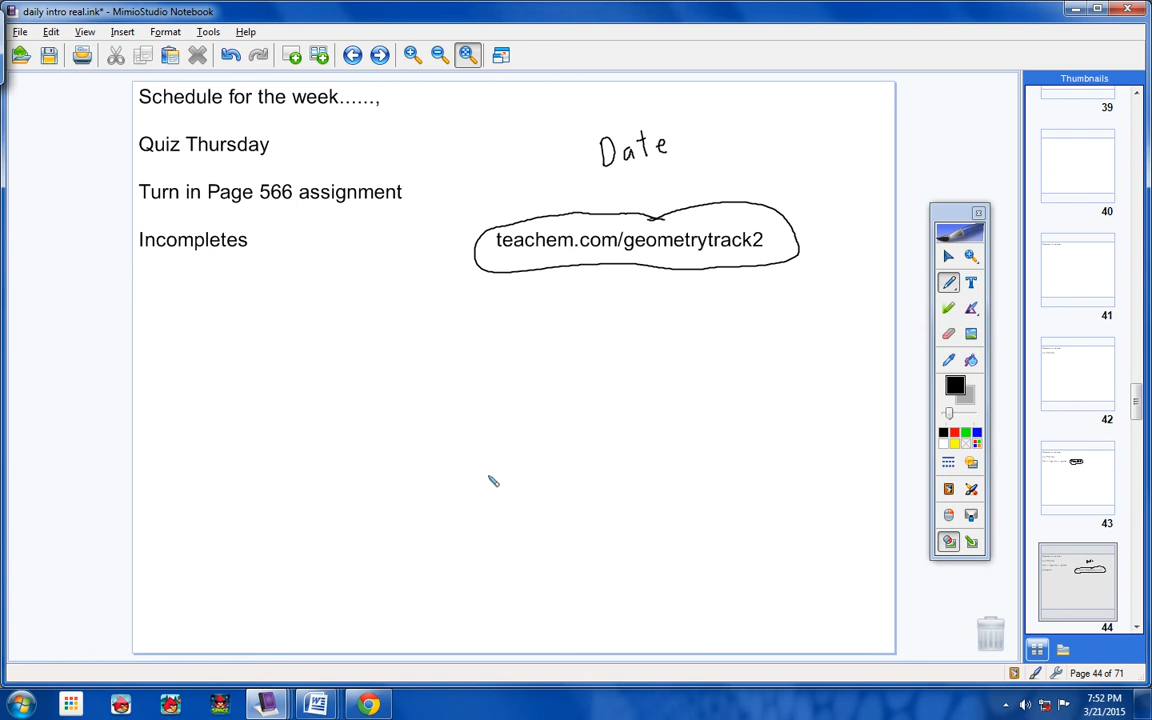 daily intro real.ink* - MimioStudio Notebook
File Edit View Insert Format Tools Help
Schedule for the week......,
Quiz Thursday
Date
Turn in Page 566 assignment
Incompletes
teachem.com/geometrytrack2
Thumbnails
39
40
41
42
43
44
Page 44 of 71
7:52 PM
3/21/2015